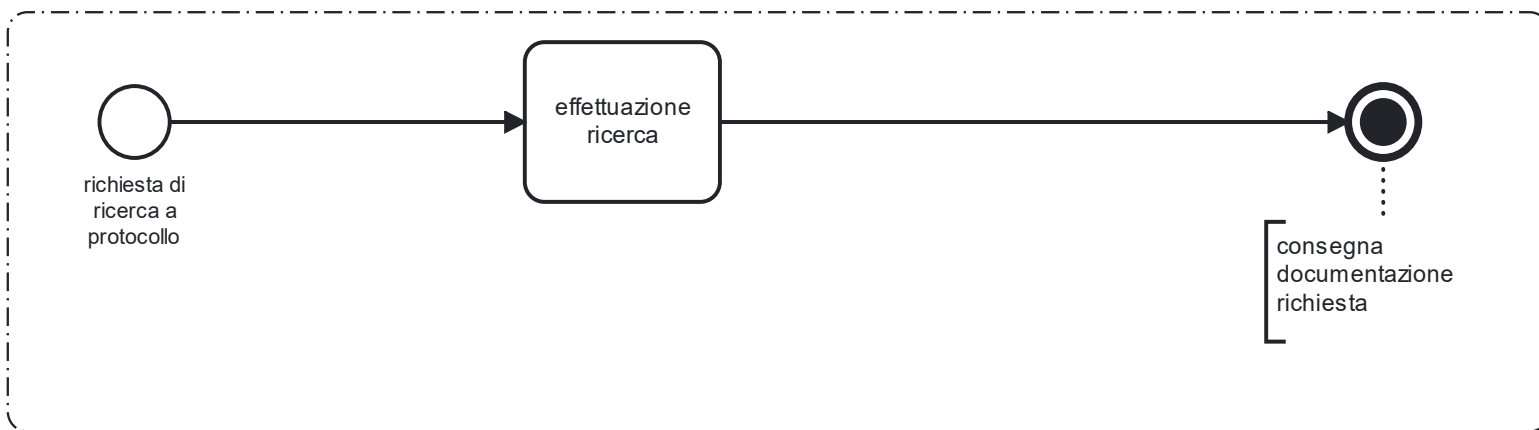 effettuazione
ricerca
richiesta di
ricerca a
protocollo
consegna
documentazione
richiesta